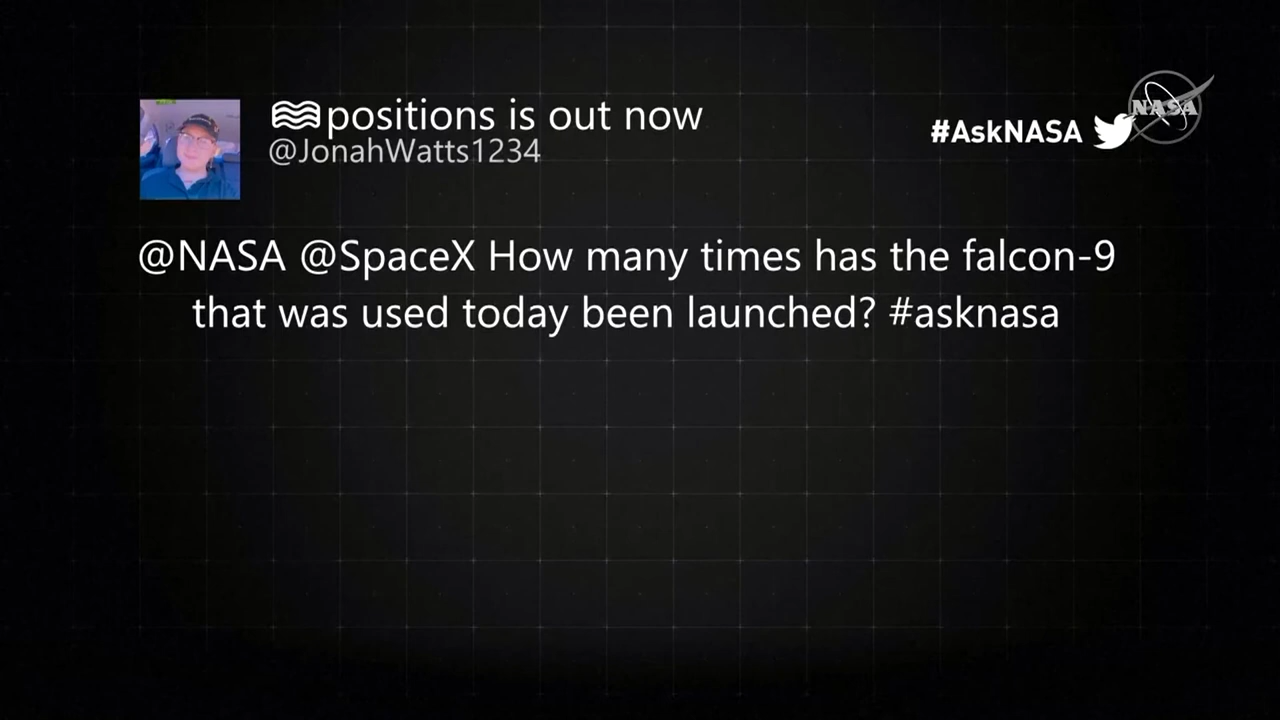 ♒positions is out now
@JonahWatts1234
#AskNASA
NASA
@NASA @SpaceX How many times has the falcon-9
that was used today been launched? #asknasa